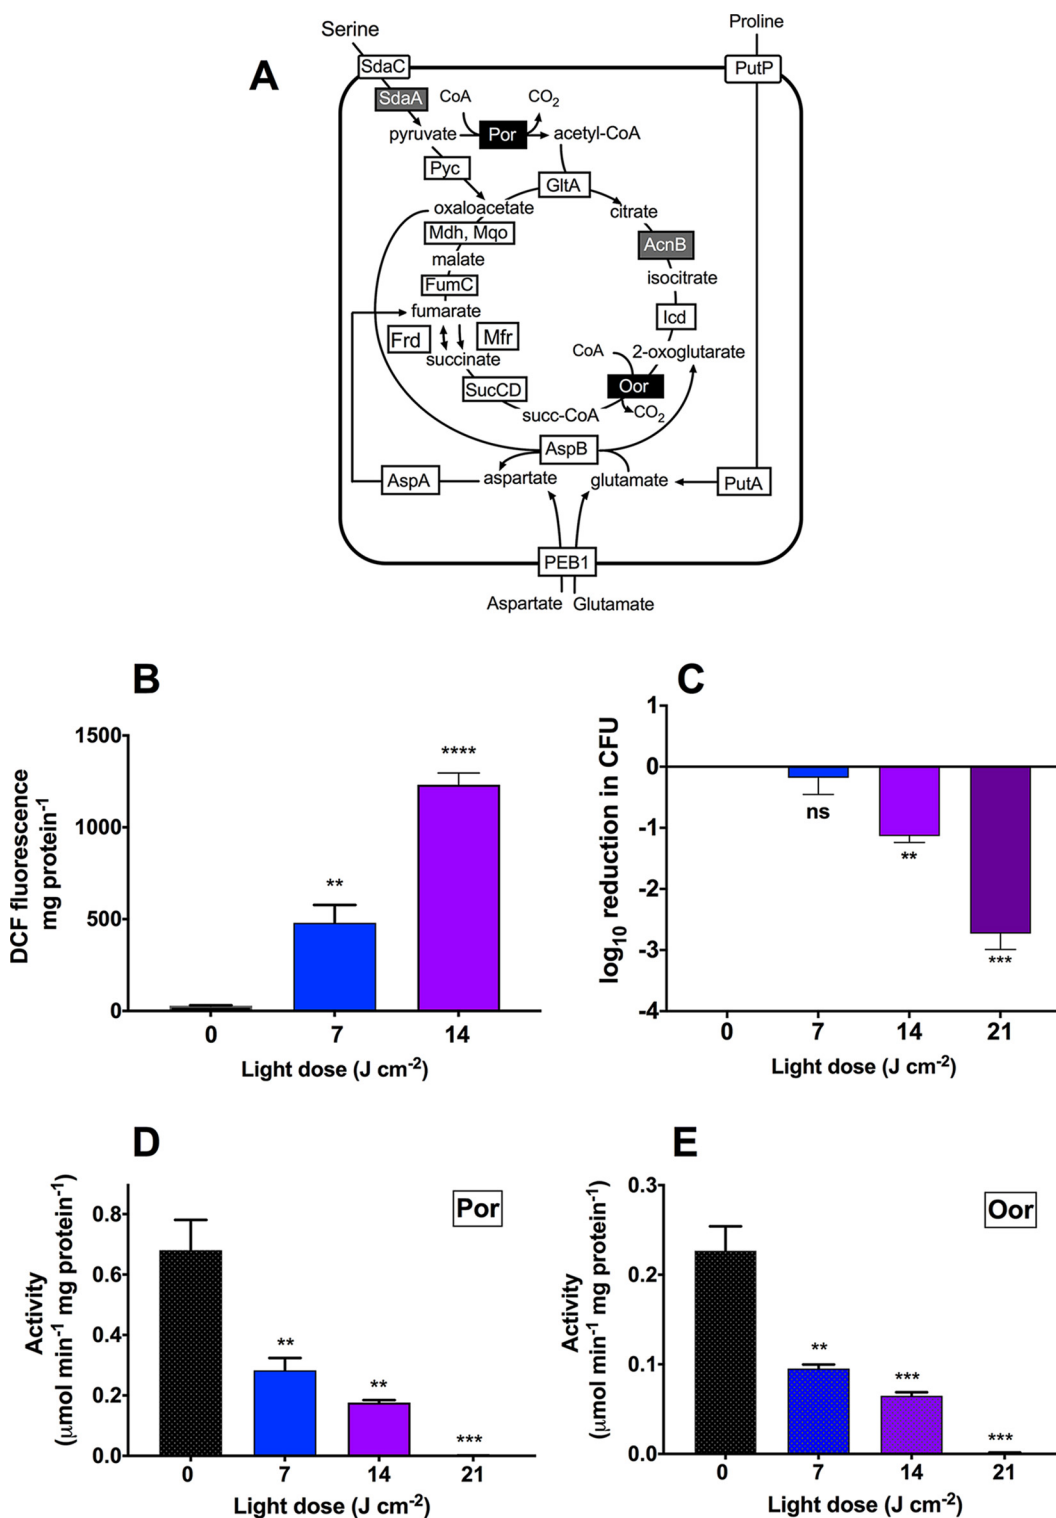 A
Serine
Proline
SdaC
PutP
SdaA
CoA
CO2
pyruvate
Por
acetyl-CoA
Pyc
GltA
oxaloacetate
citrate
Mdh, Mqo
AcnB
malate
isocitrate
FumC
fumarate
Icd
Frd
Mfr
CoA
2-oxoglutarate
succinate
Oor
SucCD
succ-CoA
CO2
AspB
AspA
aspartate
glutamate
PutA
PEB1
Aspartate
Glutamate
B
DCF fluorescence
mg protein-1
1500
1000
500
0
**
****
0 7 14
Light dose (J cm-2)
C
log10 reduction in CFU
1
0
-1
-2
-3
-4
ns
**
***
0 7 14 21
Light dose (J cm-2)
D
Por
Activity
(μmol min-1 mg protein-1)
0.8
0.6
0.4
0.2
0.0
**
**
***
0 7 14 21
Light dose (J cm-2)
E
Oor
Activity
(μmol min-1 mg protein-1)
0.3
0.2
0.1
0.0
**
***
***
0 7 14 21
Light dose (J cm-2)